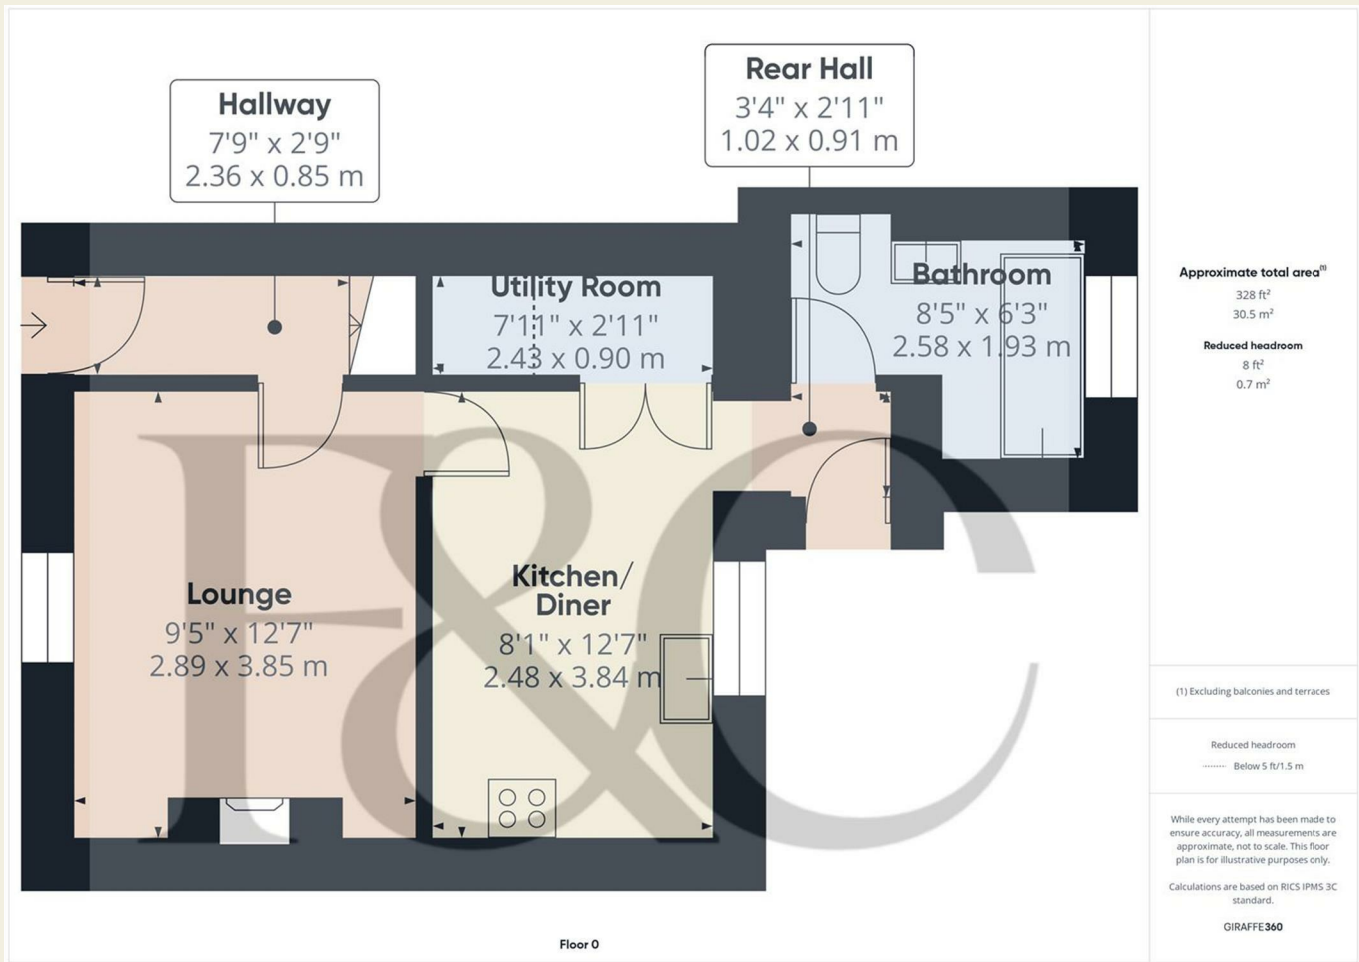 Rear Hall
3'4" x 2'11"
1.02 x 0.91 m
Hallway
7'9" x 2'9"
2.36 x 0.85 m
Utility Room
7'11" x 2'11"
2.43 x 0.90 m
Bathroom
8'5" x 6'3"
2.58 x 1.93 m
Lounge
9'5" x 12'7"
2.89 x 3.85 m
Kitchen/
Diner
8'1" x 12'7"
2.48 x 3.84 m
F&C
Floor 0
Approximate total area(1)
328 ft²
30.5 m²
Reduced headroom
8 ft²
0.7 m²
(1) Excluding balconies and terraces
Reduced headroom
Below 5 ft/1.5 m
While every attempt has been made to
ensure accuracy, all measurements are
approximate, not to scale. This floor
plan is for illustrative purposes only.
Calculations are based on RICS IPMS 3C
standard.
GIRAFFE360